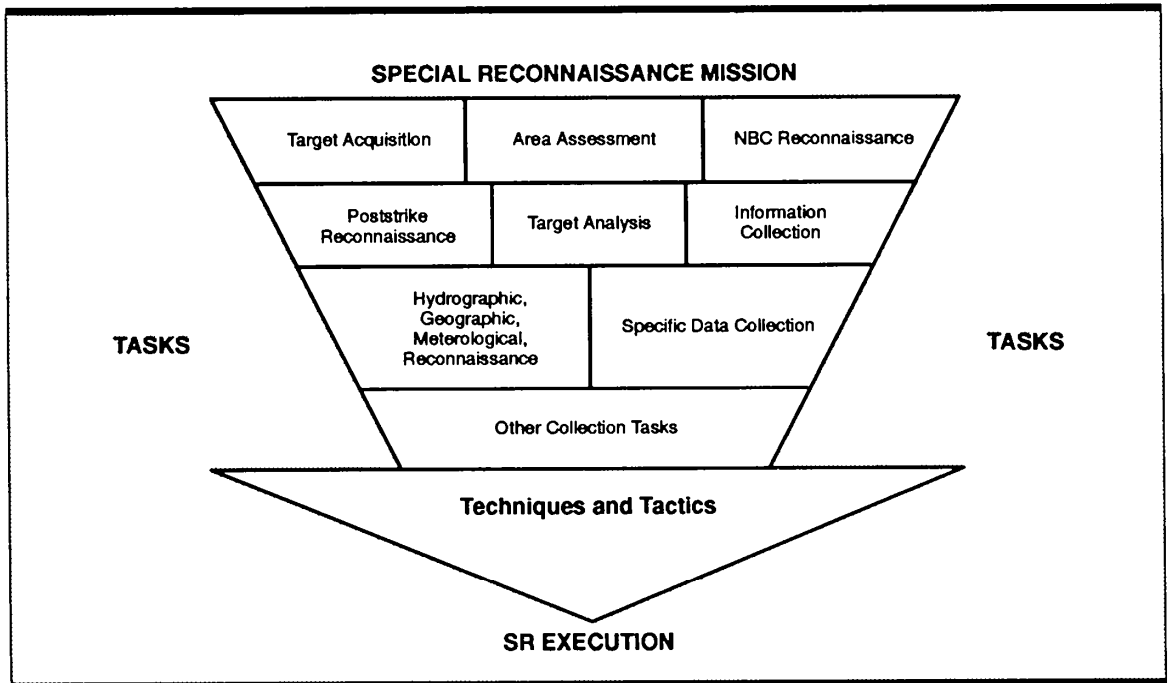 SPECIAL RECONNAISSANCE MISSION
Target Acquisition
Area Assessment
NBC Reconnaissance
Poststrike
Reconnaissance
Target Analysis
Information
Collection
Hydrographic,
Geographic,
Meterological,
Reconnaissance
Specific Data Collection
TASKS
TASKS
Other Collection Tasks
Techniques and Tactics
SR EXECUTION